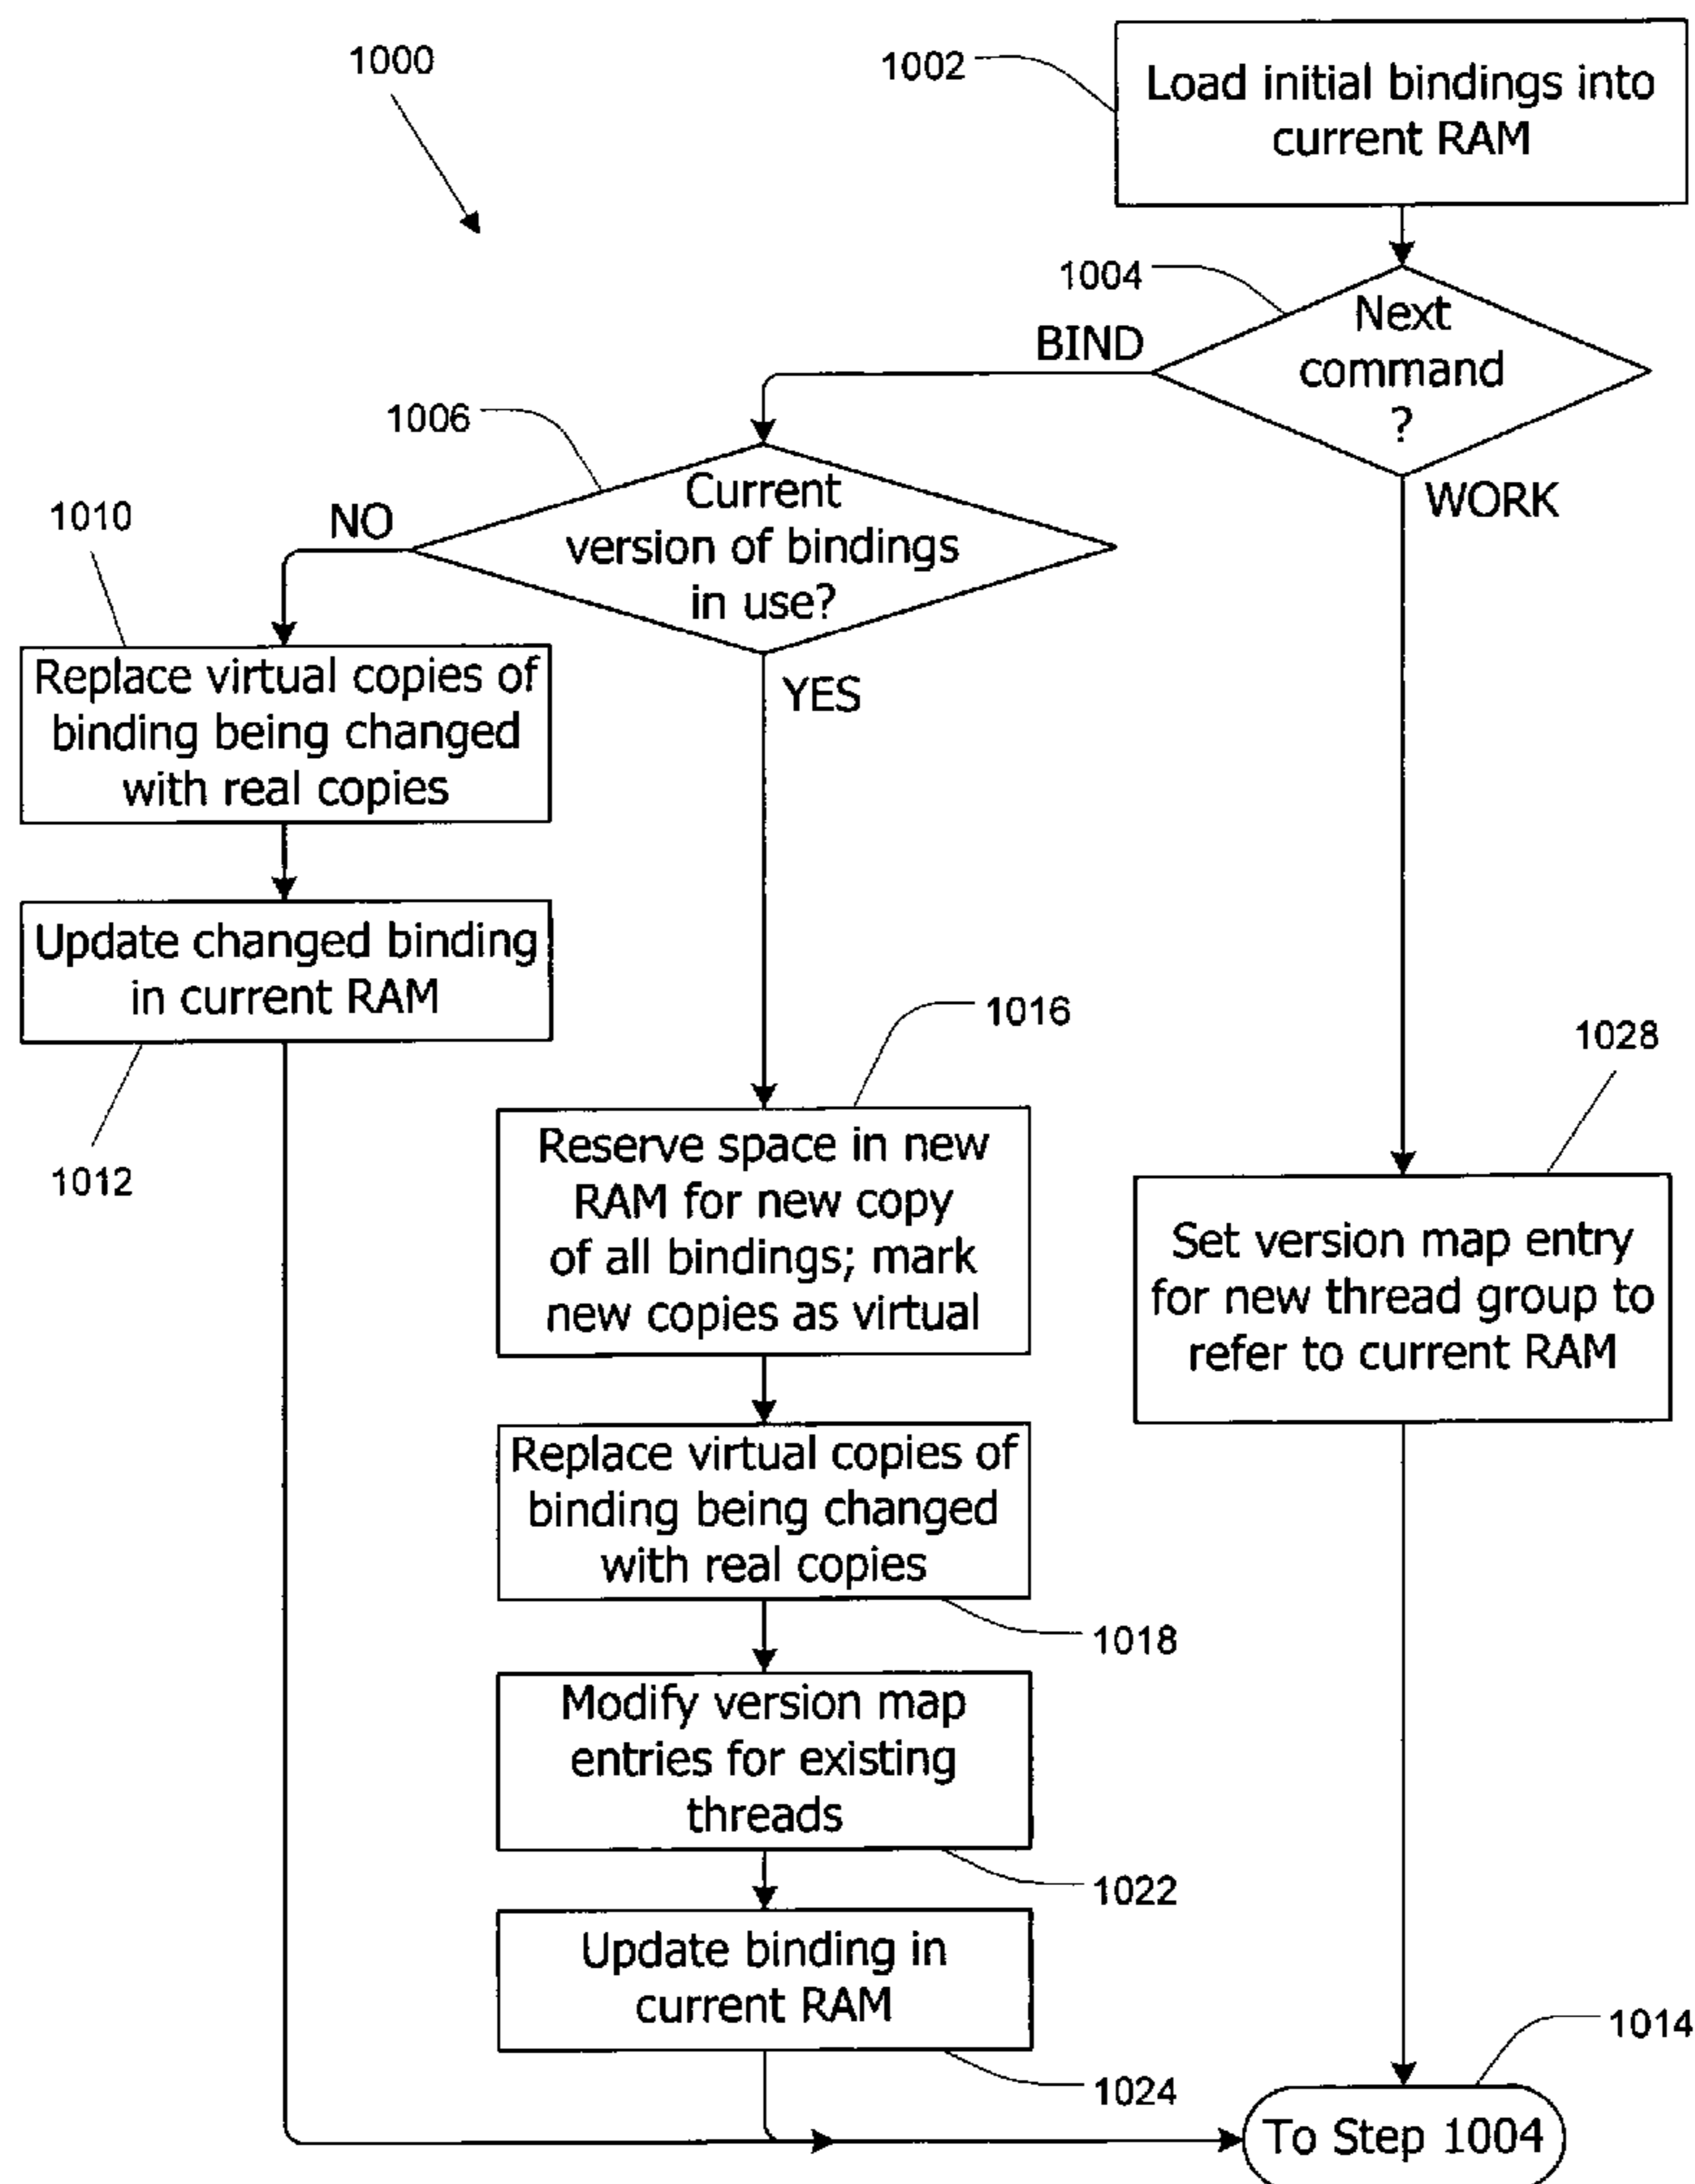 1000
1002
Load initial bindings into
current RAM
1004
Next
command
?
BIND
WORK
1006
Current
version of bindings
in use?
NO
YES
1010
Replace virtual copies of
binding being changed
with real copies
Update changed binding
in current RAM
1012
1016
Reserve space in new
RAM for new copy
of all bindings; mark
new copies as virtual
1028
Set version map entry
for new thread group to
refer to current RAM
Replace virtual copies of
binding being changed
with real copies
1018
Modify version map
entries for existing
threads
1022
Update binding in
current RAM
1024
1014
To Step 1004